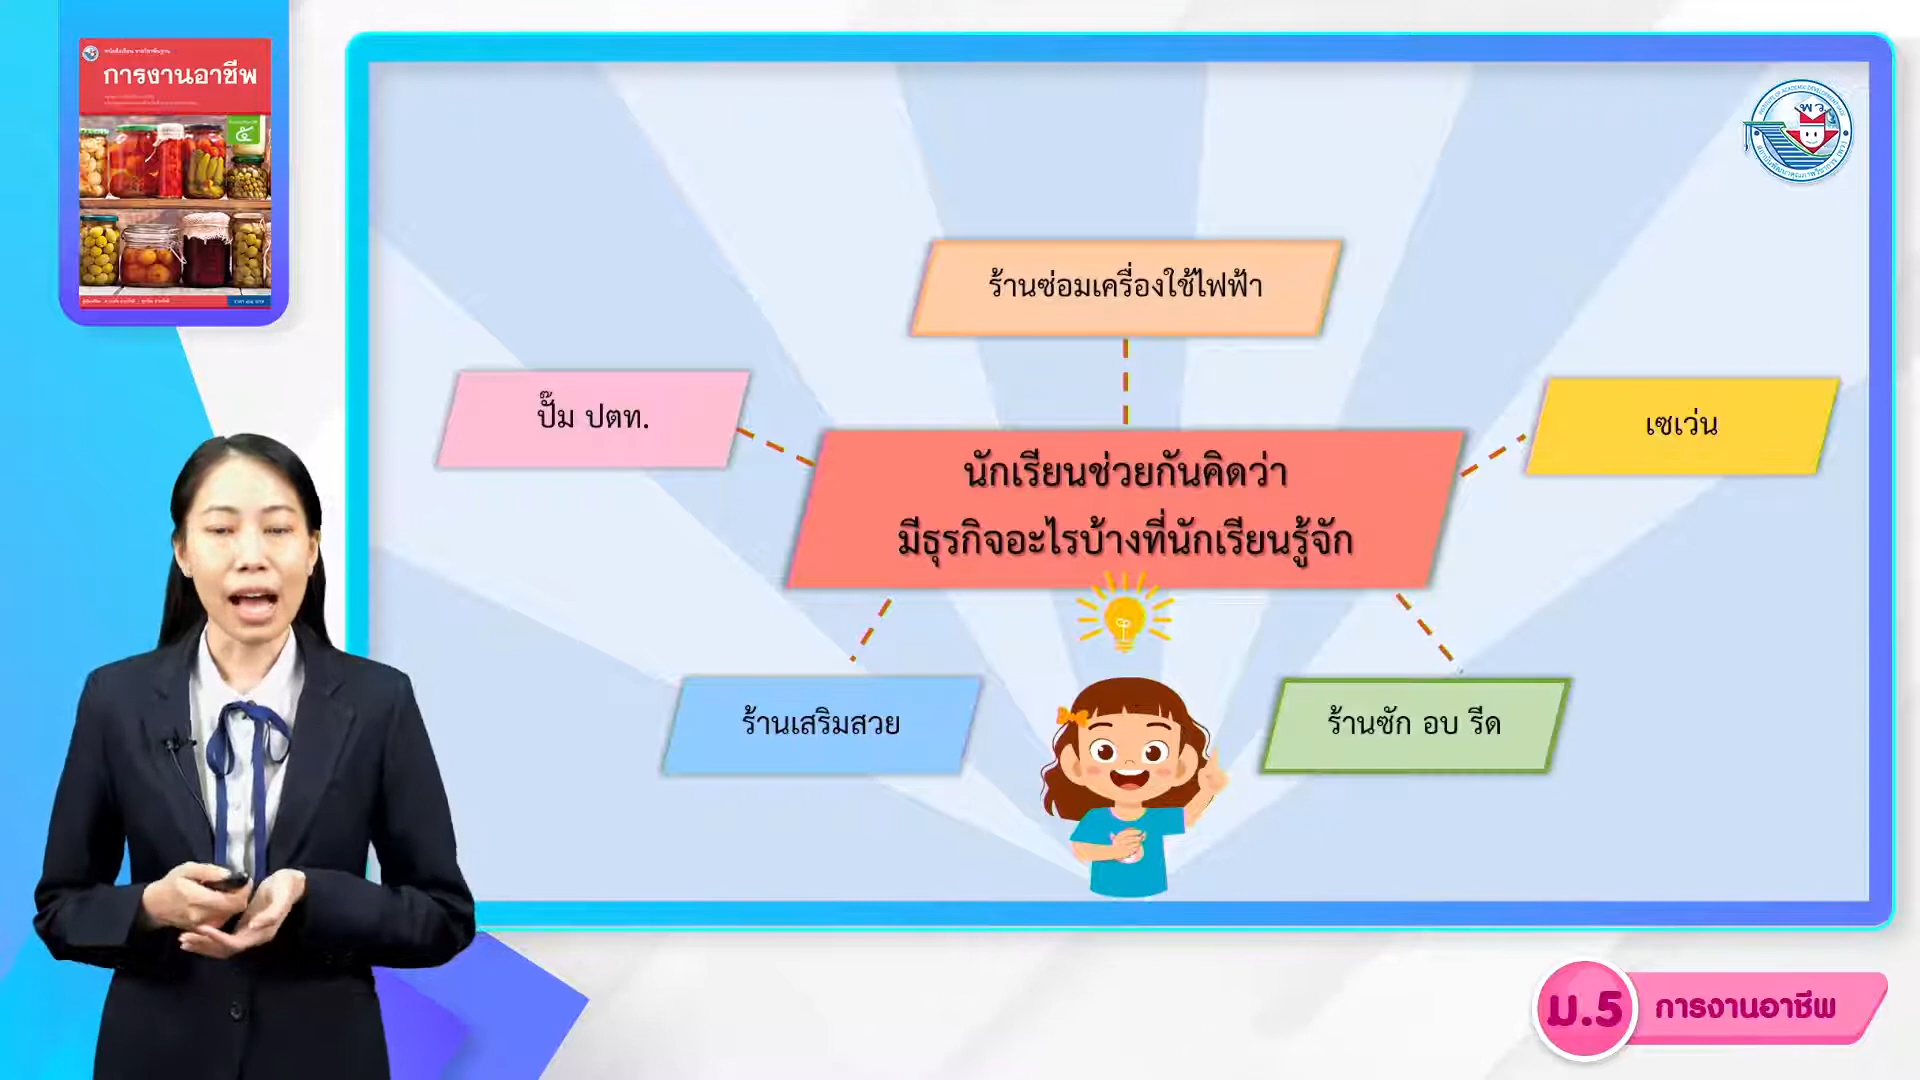 การงานอาชีพ
๕
ร้านซ่อมเครื่องใช้ไฟฟ้า
ปั๊ม ปตท.
เซเว่น
นักเรียนช่วยกันคิดว่า
มีธุรกิจอะไรบ้างที่นักเรียนรู้จัก
ร้านเสริมสวย
ร้านซัก อบ รีด
พว
ม.5 การงานอาชีพ